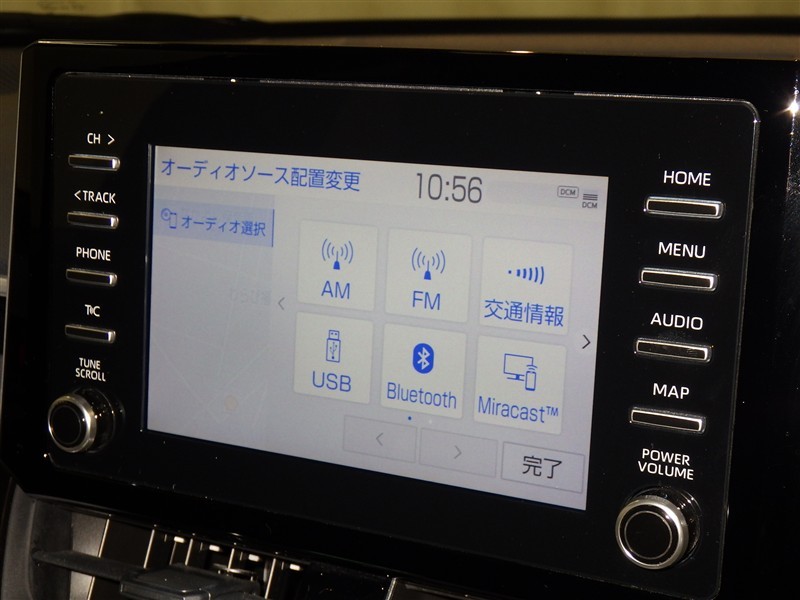 CH >
< TRACK
PHONE
T C
TUNE
SCROLL
オーディオソース配置変更
10:56
DCM
DCM
オーディオ選択
AM
FM
交通情報
USB
Bluetooth
Miracast™
<
>
<
>
完了
HOME
MENU
AUDIO
MAP
POWER
VOLUME